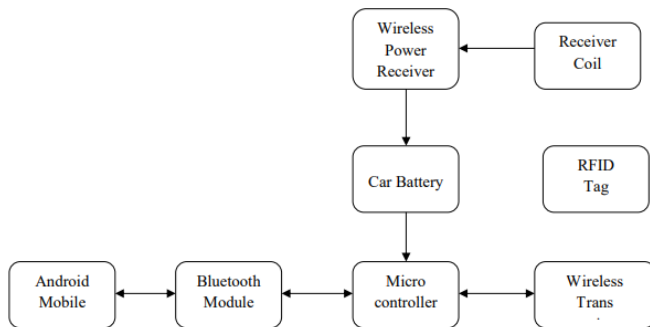 Wireless
Power
Receiver
Receiver
Coil
Car Battery
RFID
Tag
Android
Mobile
Bluetooth
Module
Micro
controller
Wireless
Trans